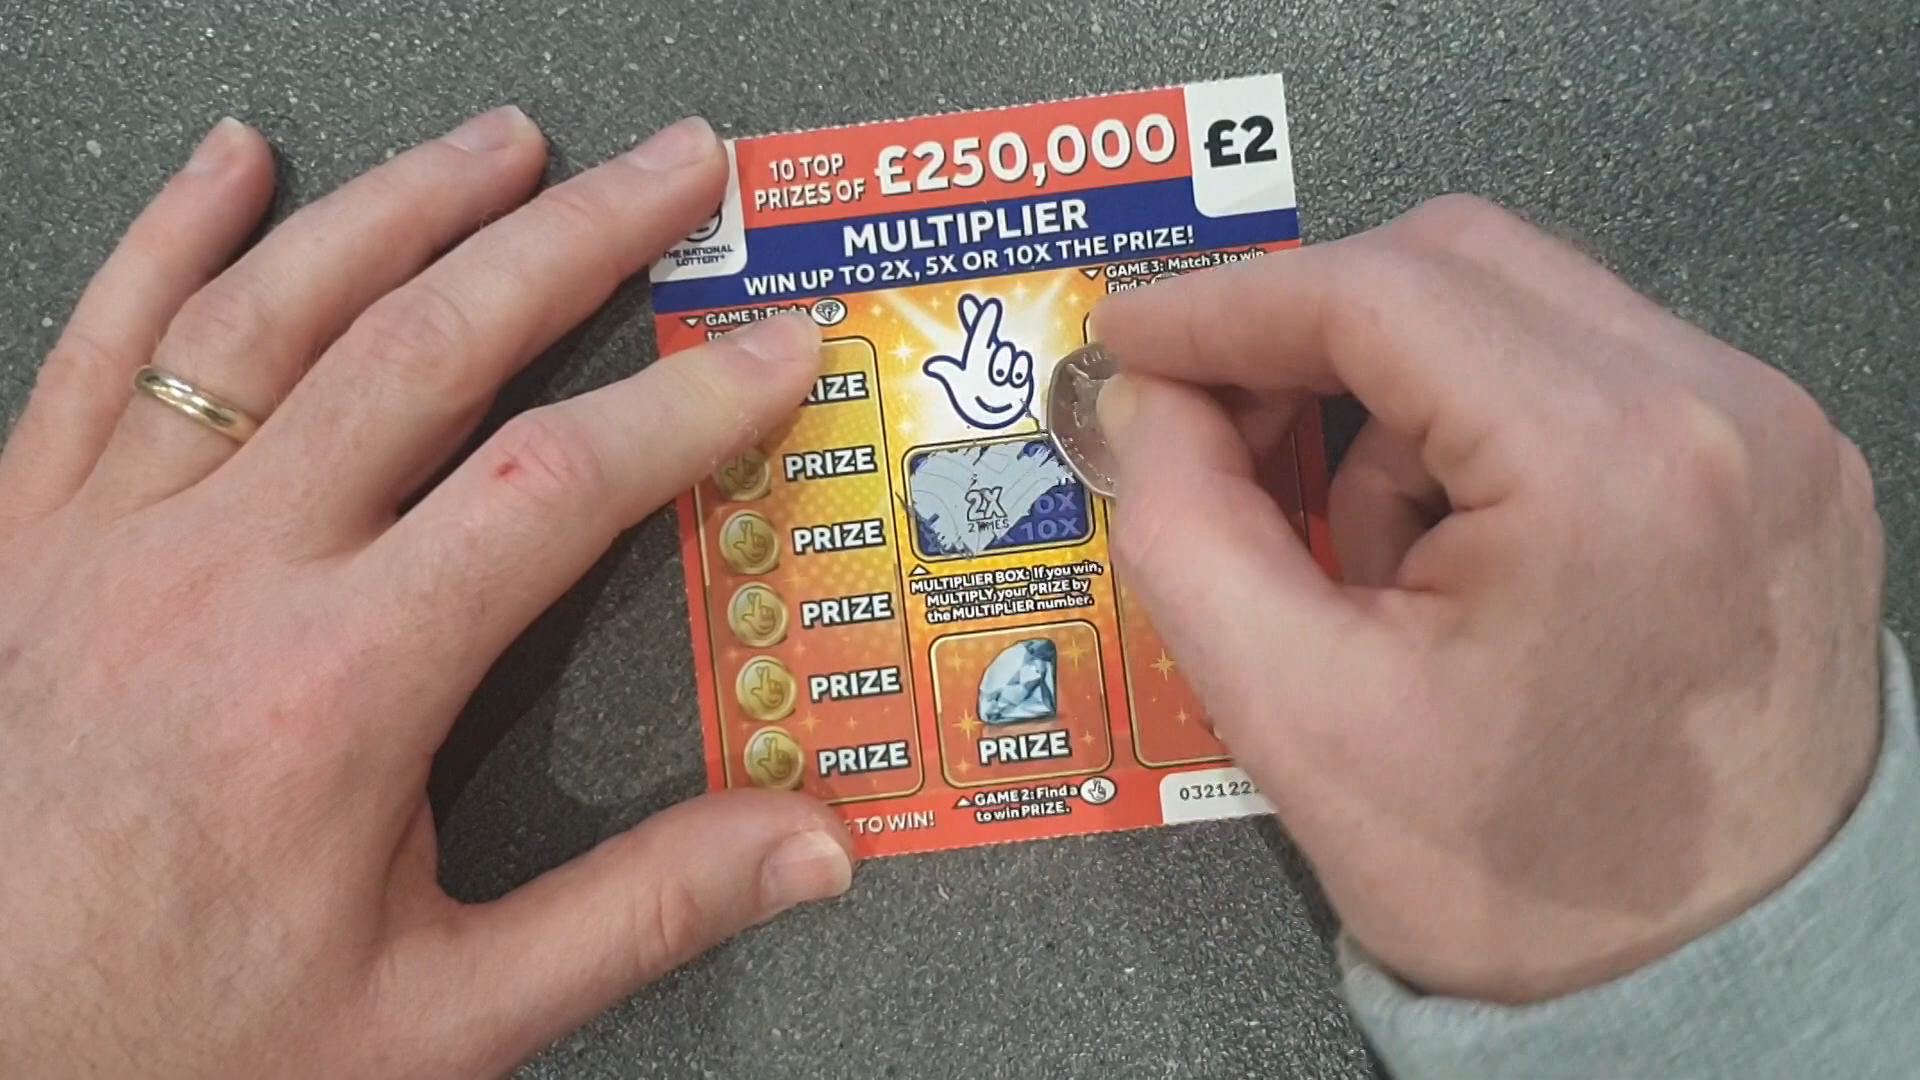 10 TOP
PRIZES OF £250,000
£2
THE NATIONAL
LOTTERY®
MULTIPLIER
WIN UP TO 2X, 5X OR 10X THE PRIZE!
GAME 1: Find a
GAME 3: Match 3 to win
Find a
PRIZE
PRIZE
PRIZE
PRIZE
PRIZE
2X
2 TIMES
10X
MULTIPLIER BOX: If you win,
MULTIPLY your PRIZE by
the MULTIPLIER number.
PRIZE
GAME 2: Find a
to win PRIZE.
TO WIN!
032122